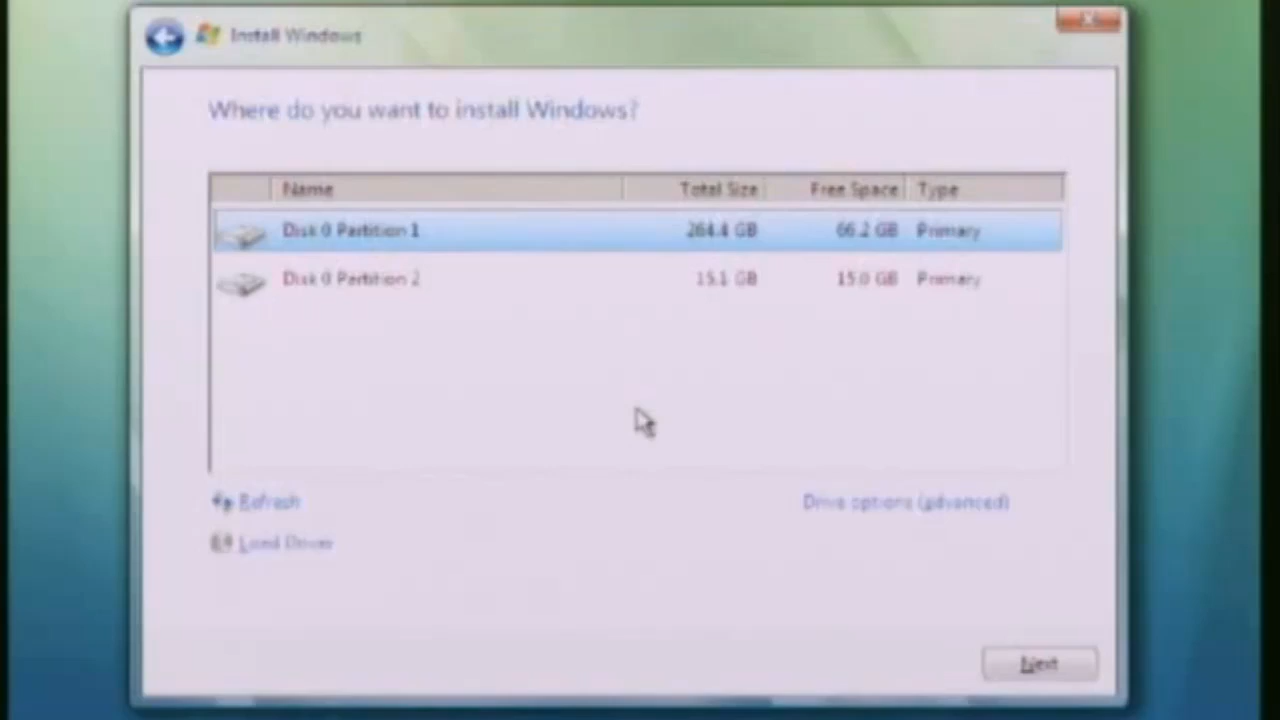 Install Windows
Where do you want to install Windows?
Name Total Size Free Space Type
Disk 0 Partition 1 264.4 GB 66.2 GB Primary
Disk 0 Partition 2 15.1 GB 15.0 GB Primary
Refresh Drive options (advanced)
Load Driver
Next